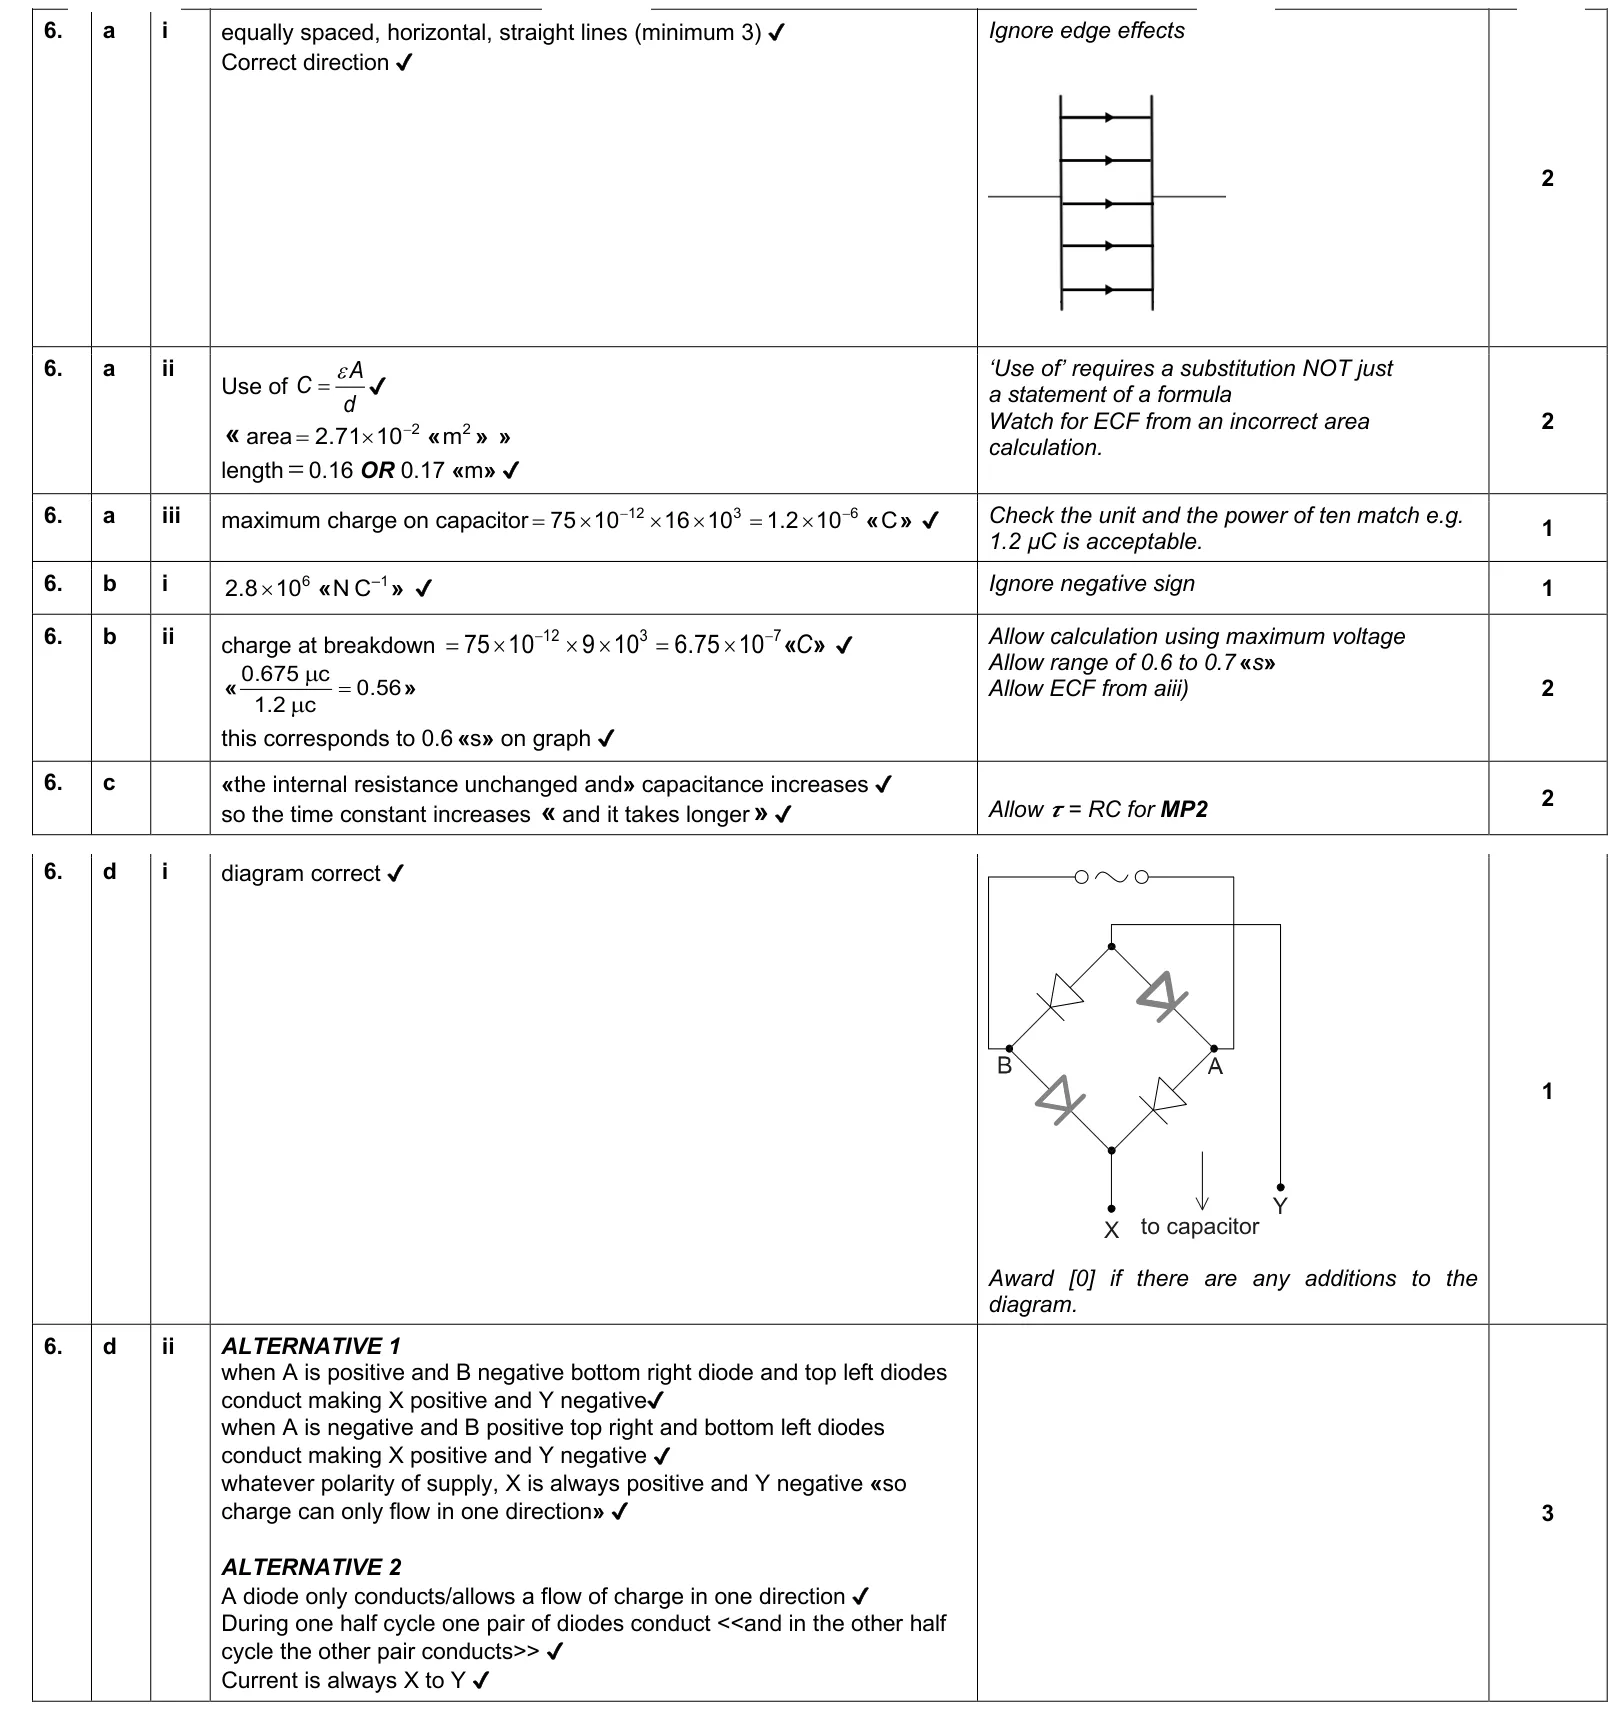 6. a i equally spaced, horizontal, straight lines (minimum 3) ✓ Ignore edge effects
Correct direction ✓
2
6. a ii Use of C = εA/d ✓ ‘Use of’ requires a substitution NOT just
a statement of a formula
« area = 2.71×10⁻² «m²» » Watch for ECF from an incorrect area
calculation.
length = 0.16 OR 0.17 «m» ✓
2
6. a iii maximum charge on capacitor = 75×10⁻¹² ×16×10³ = 1.2×10⁻⁶ «C» ✓ Check the unit and the power of ten match e.g.
1.2 µC is acceptable.
1
6. b i 2.8×10⁶ «N C⁻¹» ✓ Ignore negative sign 1
6. b ii charge at breakdown = 75×10⁻¹² ×9×10³ = 6.75×10⁻⁷ «C» ✓ Allow calculation using maximum voltage
Allow range of 0.6 to 0.7 «s»
« 0.675 µc / 1.2 µc = 0.56 » Allow ECF from aiii)
this corresponds to 0.6 «s» on graph ✓
2
6. c «the internal resistance unchanged and» capacitance increases ✓
so the time constant increases « and it takes longer » ✓ Allow τ = RC for MP2
2
6. d i diagram correct ✓
B
A
X
to capacitor
Y
Award [0] if there are any additions to the
diagram.
1
6. d ii ALTERNATIVE 1
when A is positive and B negative bottom right diode and top left diodes
conduct making X positive and Y negative✓
when A is negative and B positive top right and bottom left diodes
conduct making X positive and Y negative ✓
whatever polarity of supply, X is always positive and Y negative «so
charge can only flow in one direction» ✓
ALTERNATIVE 2
A diode only conducts/allows a flow of charge in one direction ✓
During one half cycle one pair of diodes conduct <<and in the other half
cycle the other pair conducts>> ✓
Current is always X to Y ✓
3